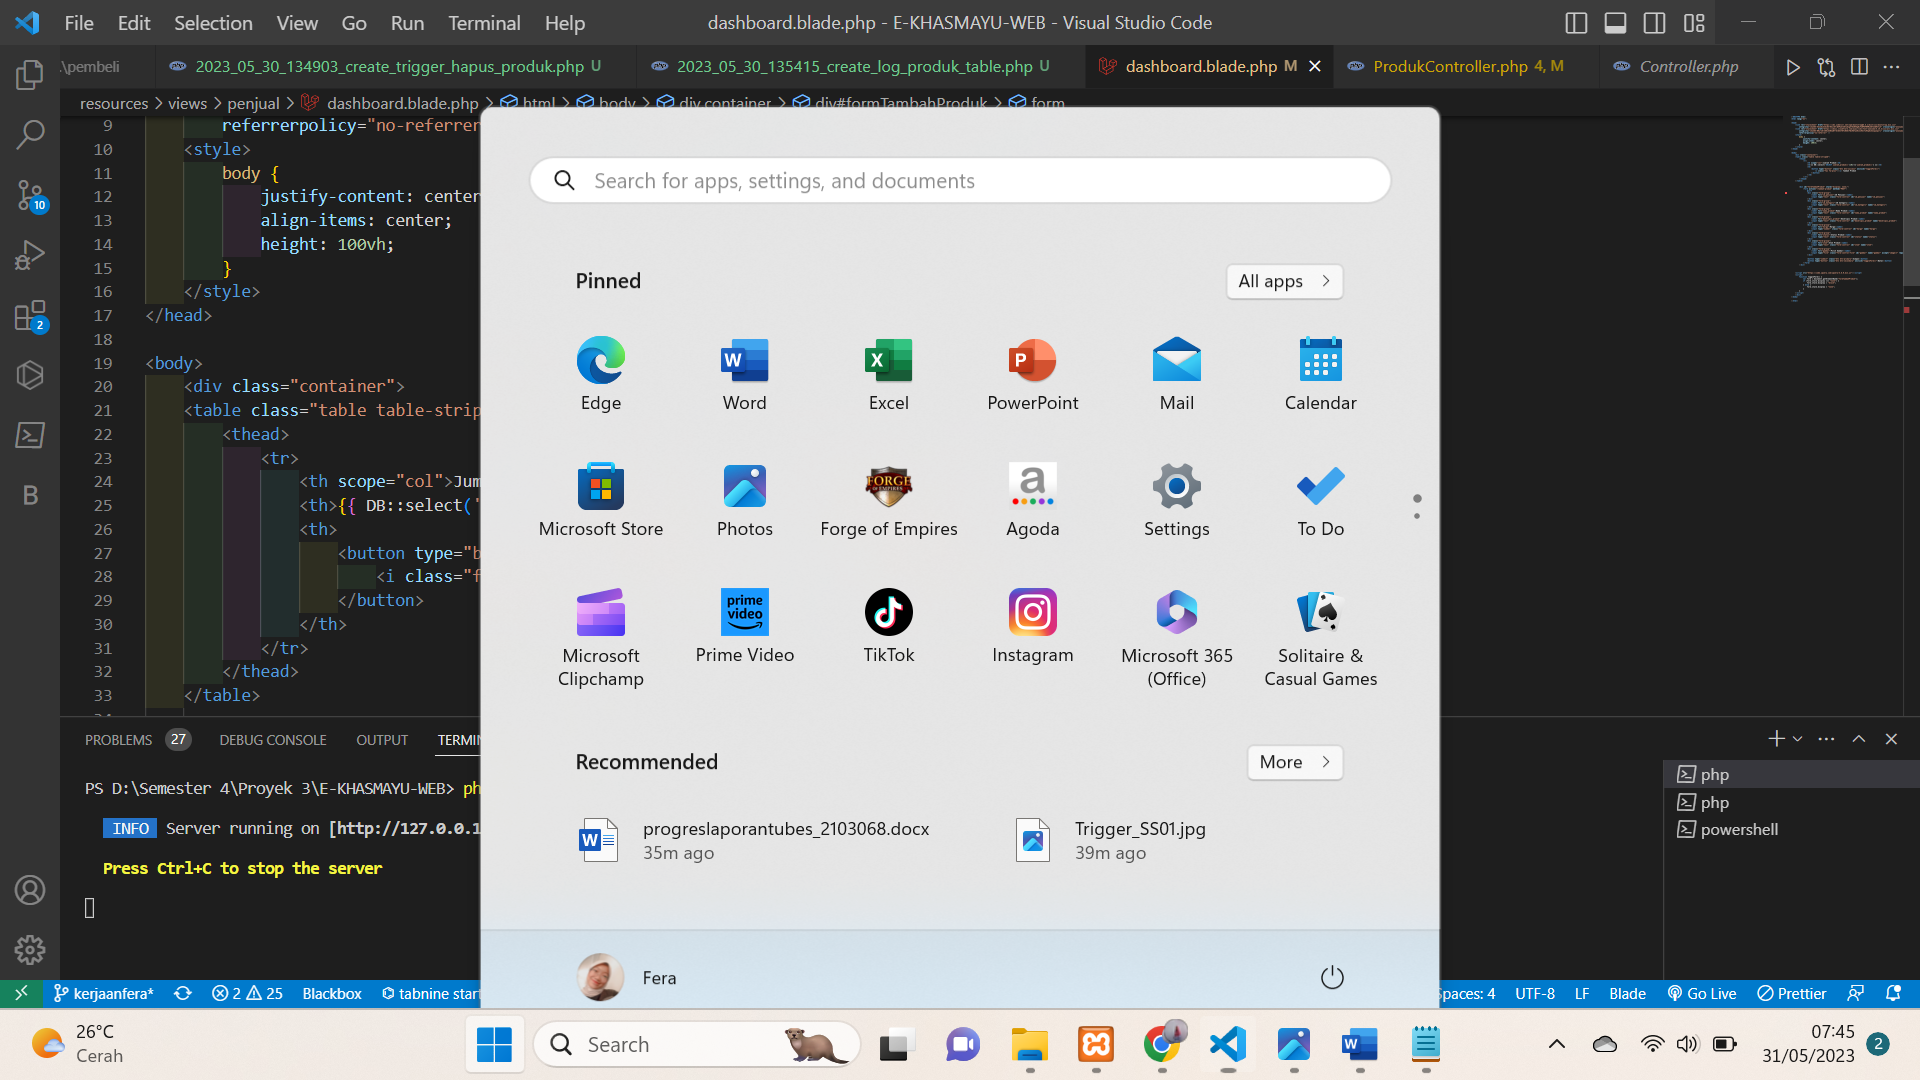 File Edit Selection View Go Run Terminal Help
dashboard.blade.php - E-KHASMAYU-WEB - Visual Studio Code
.\pembeli
2023_05_30_134903_create_trigger_hapus_produk.php U
2023_05_30_135415_create_log_produk_table.php U
dashboard.blade.php M
ProdukController.php 4, M
Controller.php
resources > views > penjual > dashboard.blade.php > html > body > div.container > div#formTambahProduk > form
9 referrerpolicy="no-referrer
10 <style>
11 body {
12 justify-content: center
13 align-items: center;
14 height: 100vh;
15 }
16 </style>
17 </head>
18
19 <body>
20 <div class="container">
21 <table class="table table-strip
22 <thead>
23 <tr>
24 <th scope="col">Jum
25 <th>{{ DB::select('
26 <th>
27 <button type="b
28 <i class="f
29 </button>
30 </th>
31 </tr>
32 </thead>
33 </table>
10
2
B
Search for apps, settings, and documents
Pinned
All apps >
Edge
Word
Excel
PowerPoint
Mail
Calendar
Microsoft Store
Photos
FORGE OF EMPIRES
Forge of Empires
a
Agoda
Settings
To Do
Microsoft
Clipchamp
prime
video
Prime Video
TikTok
Instagram
Microsoft 365
(Office)
Solitaire &
Casual Games
Recommended
More >
progreslaporantubes_2103068.docx
35m ago
Trigger_SS01.jpg
39m ago
Fera
PROBLEMS 27 DEBUG CONSOLE OUTPUT TERMIN
PS D:\Semester 4\Proyek 3\E-KHASMAYU-WEB> ph
INFO Server running on [http://127.0.0.1
Press Ctrl+C to stop the server
php
php
powershell
kerjaanfera* 2 25 Blackbox tabnine start
Spaces: 4 UTF-8 LF Blade Go Live Prettier
26°C
Cerah
Search
07:45
31/05/2023
2